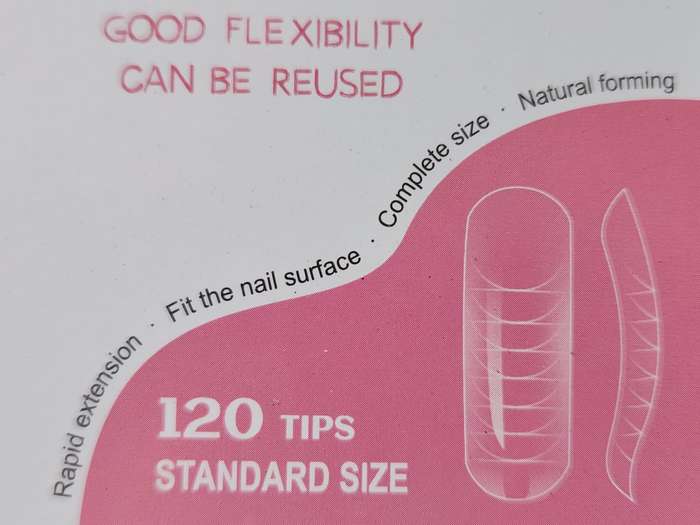 GOOD FLEXIBILITY
CAN BE REUSED
Rapid extension · Fit the nail surface · Complete size · Natural forming
120 TIPS
STANDARD SIZE